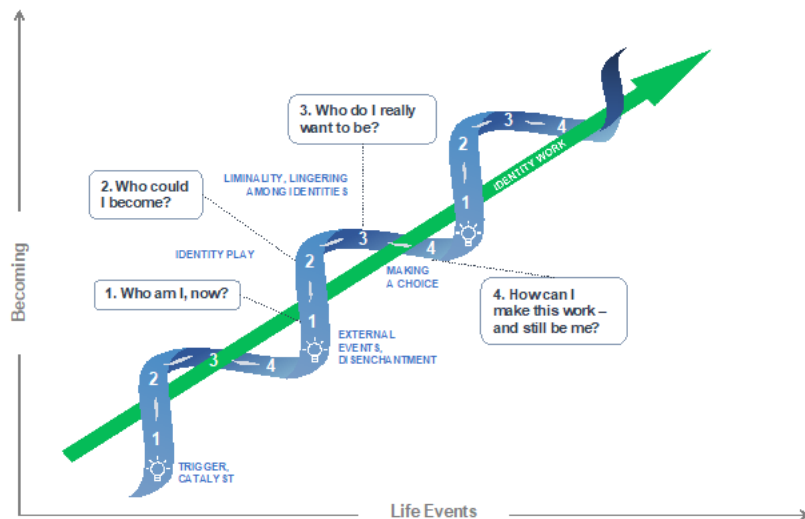 3. Who do I really
want to be?
2. Who could
I become?
LIMINALITY, LINGERING
AMONG IDENTITIES
IDENTITY WORK
IDENTITY PLAY
1. Who am I, now?
MAKING
A CHOICE
4. How can I
make this work –
and still be me?
EXTERNAL
EVENTS,
DISENCHANTMENT
TRIGGER,
CATALYST
1
2
3
4
1
2
3
4
1
2
3
4
Becoming
Life Events